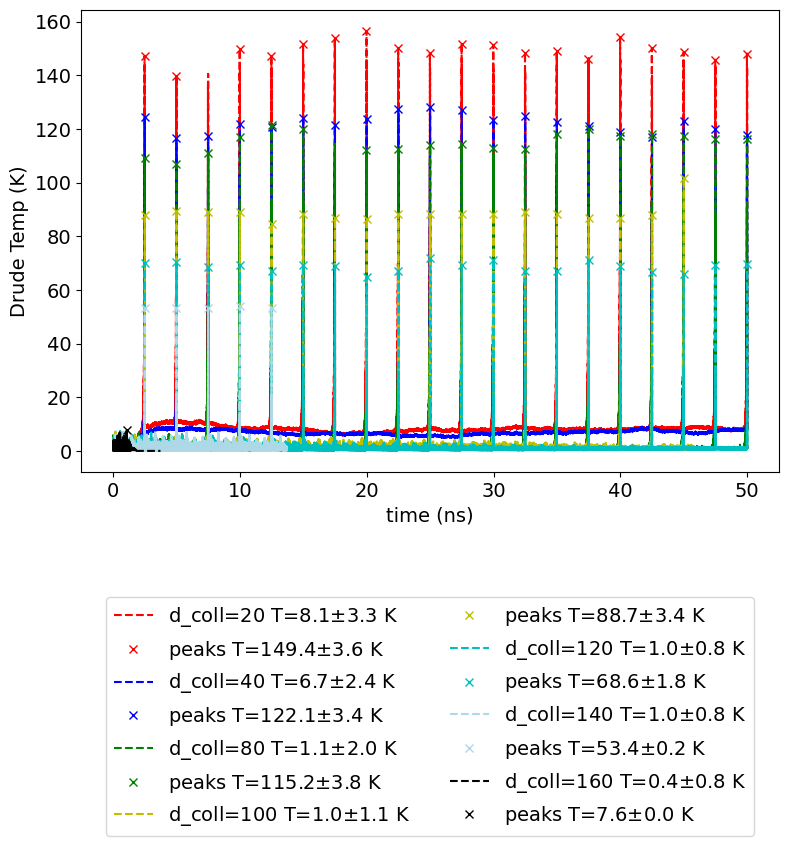 160
140
120
100
80
60
40
20
0
Drude Temp (K)
0 10 20 30 40 50
time (ns)
d_coll=20 T=8.1±3.3 K
peaks T=149.4±3.6 K
d_coll=40 T=6.7±2.4 K
peaks T=122.1±3.4 K
d_coll=80 T=1.1±2.0 K
peaks T=115.2±3.8 K
d_coll=100 T=1.0±1.1 K
peaks T=88.7±3.4 K
d_coll=120 T=1.0±0.8 K
peaks T=68.6±1.8 K
d_coll=140 T=1.0±0.8 K
peaks T=53.4±0.2 K
d_coll=160 T=0.4±0.8 K
peaks T=7.6±0.0 K